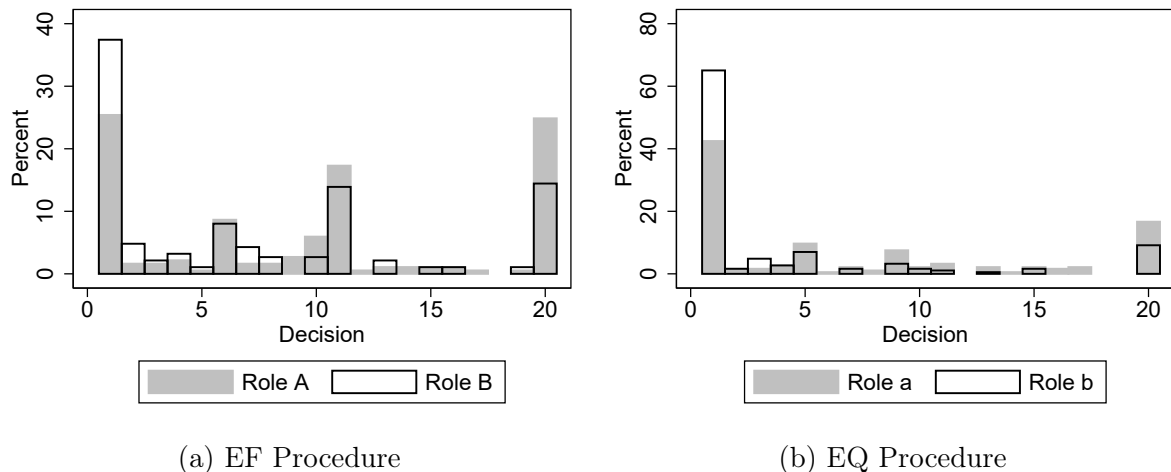 40
30
20
10
0
Percent
0 5 10 15 20
Decision
Role A Role B
(a) EF Procedure
80
60
40
20
0
Percent
0 5 10 15 20
Decision
Role a Role b
(b) EQ Procedure